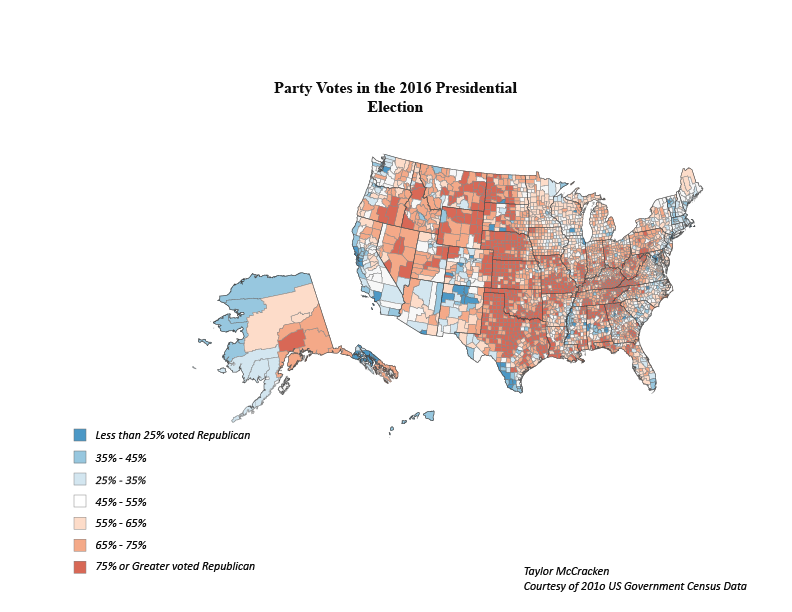 Party Votes in the 2016 Presidential
Election
Less than 25% voted Republican
35% - 45%
25% - 35%
45% - 55%
55% - 65%
65% - 75%
75% or Greater voted Republican
Taylor McCracken
Courtesy of 201o US Government Census Data